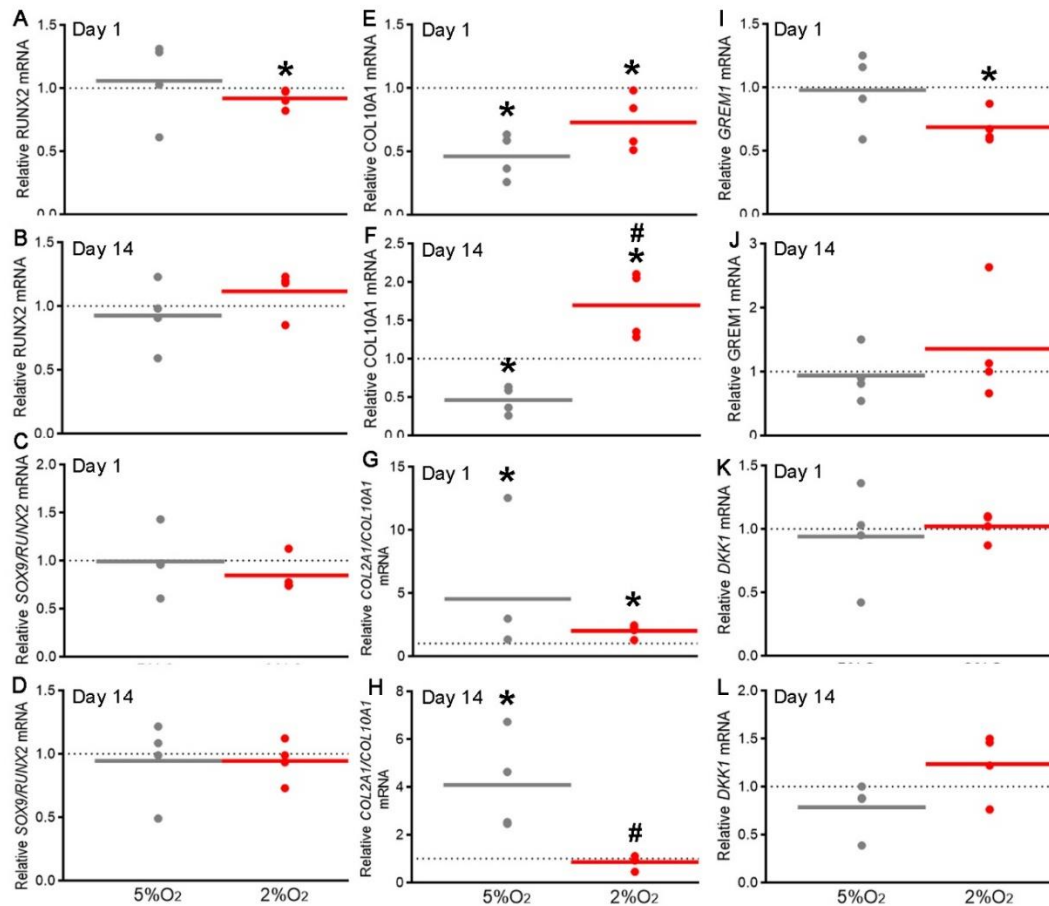 A
Day 1
*
Relative RUNX2 mRNA
1.5
1.0
0.5
0.0
E
Day 1
*
*
Relative COL10A1 mRNA
1.5
1.0
0.5
0.0
I
Day 1
*
Relative GREM1 mRNA
1.5
1.0
0.5
0.0
B
Day 14
Relative RUNX2 mRNA
1.5
1.0
0.5
0.0
F
Day 14
#
*
*
Relative COL10A1 mRNA
2.5
2.0
1.5
1.0
0.5
0.0
J
Day 14
Relative GREM1 mRNA
3
2
1
0
C
Day 1
Relative SOX9/RUNX2 mRNA
2.0
1.5
1.0
0.5
0.0
G
Day 1
*
*
Relative COL2A1/COL10A1
mRNA
15
10
5
0
K
Day 1
Relative DKK1 mRNA
1.5
1.0
0.5
0.0
D
Day 14
Relative SOX9/RUNX2 mRNA
1.5
1.0
0.5
0.0
5%O2
2%O2
H
Day 14
*
#
Relative COL2A1/COL10A1
mRNA
8
6
4
2
0
5%O2
2%O2
L
Day 14
Relative DKK1 mRNA
2.0
1.5
1.0
0.5
0.0
5%O2
2%O2